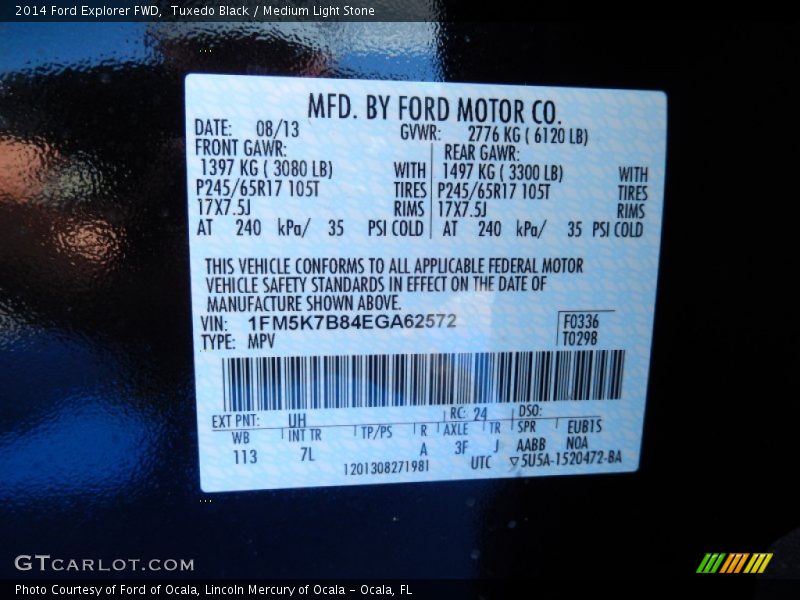 2014 Ford Explorer FWD, Tuxedo Black / Medium Light Stone
MFD. BY FORD MOTOR CO.
DATE: 08/13 GVWR: 2776 KG ( 6120 LB)
FRONT GAWR: REAR GAWR:
1397 KG ( 3080 LB) WITH 1497 KG ( 3300 LB) WITH
P245/65R17 105T TIRES P245/65R17 105T TIRES
17X7.5J RIMS 17X7.5J RIMS
AT 240 kPa/ 35 PSI COLD AT 240 kPa/ 35 PSI COLD
THIS VEHICLE CONFORMS TO ALL APPLICABLE FEDERAL MOTOR
VEHICLE SAFETY STANDARDS IN EFFECT ON THE DATE OF
MANUFACTURE SHOWN ABOVE.
VIN: 1FM5K7B84EGA62572 F0336
TYPE: MPV T0298
EXT PNT: UH RC: 24 DSO:
WB INT TR TP/PS R AXLE TR SPR EUB1S
113 7L A 3F J AABB NOA
1201308271981 UTC ▽5U5A-1520472-BA
GTCARLOT.COM
Photo Courtesy of Ford of Ocala, Lincoln Mercury of Ocala - Ocala, FL